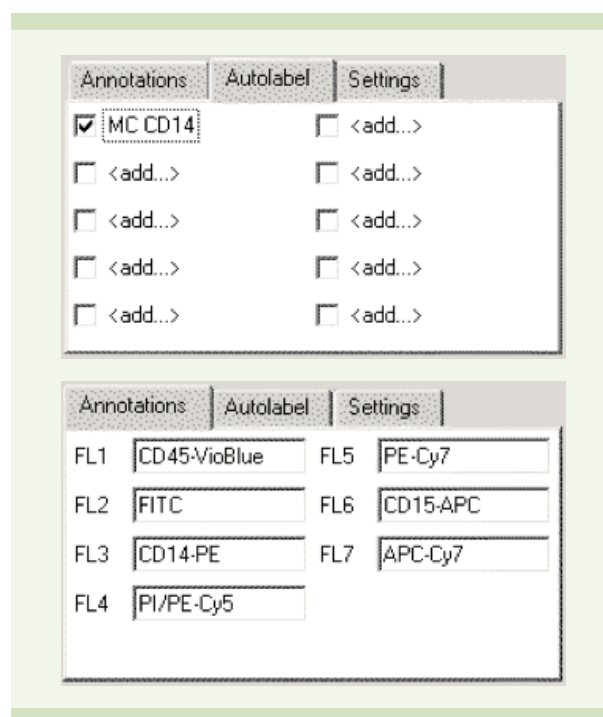 Annotations Autolabel Settings
MC CD14 <add...>
<add...> <add...>
<add...> <add...>
<add...> <add...>
<add...> <add...>
Annotations Autolabel Settings
FL1 CD45-VioBlue FL5 PE-Cy7
FL2 FITC FL6 CD15-APC
FL3 CD14-PE FL7 APC-Cy7
FL4 PI/PE-Cy5